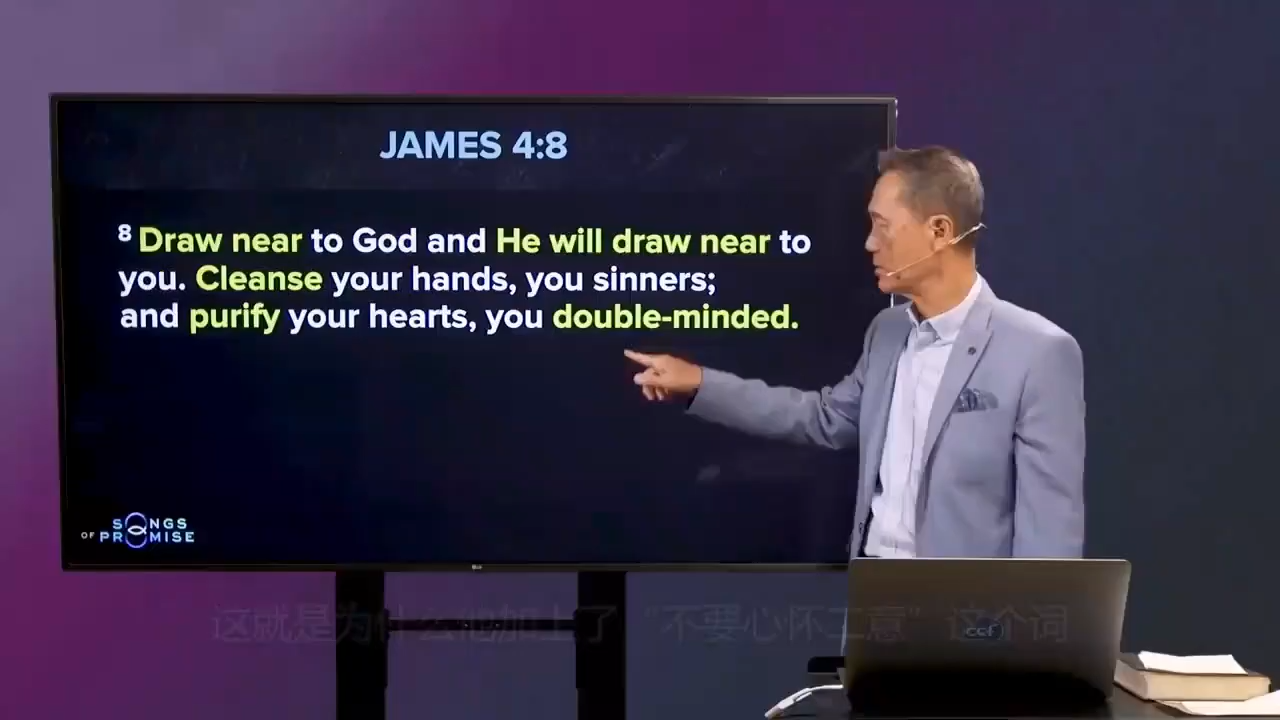 JAMES 4:8
8 Draw near to God and He will draw near to
you. Cleanse your hands, you sinners;
and purify your hearts, you double-minded.
SONGS
OF PROMISE
LG
这就是为什么他加上了“不要心怀二意”这个词
ccf